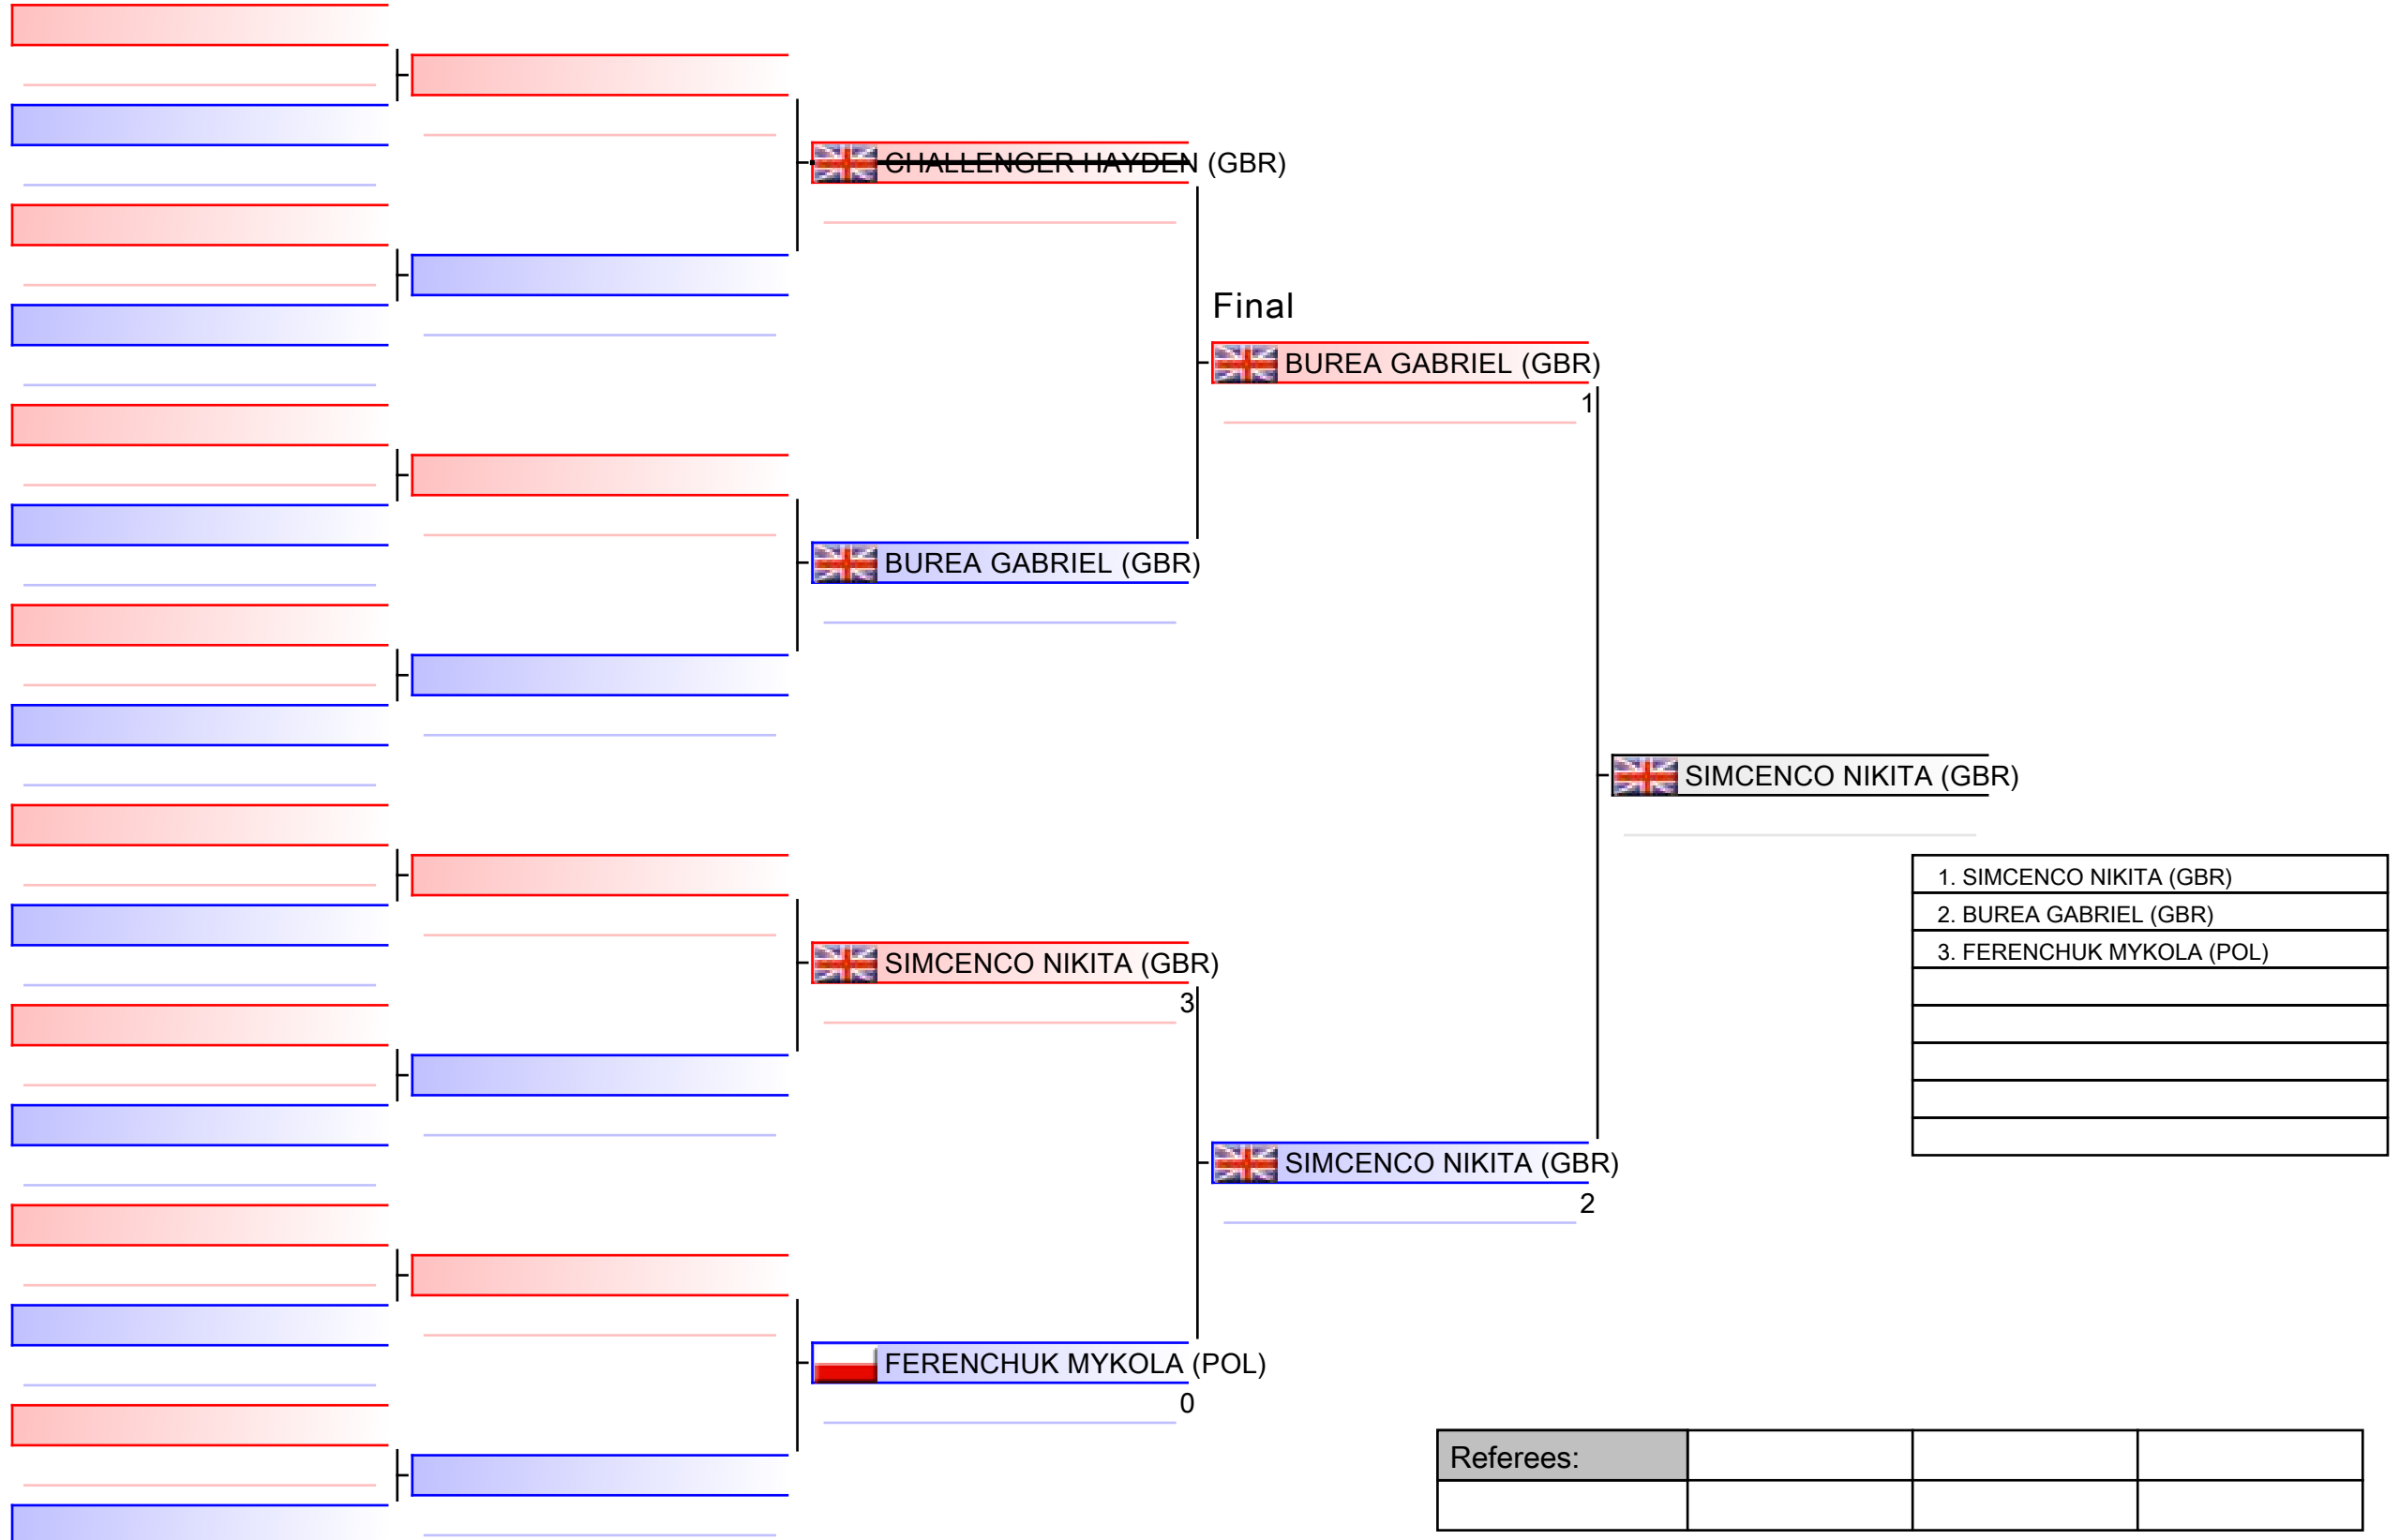 CHALLENGER HAYDEN (GBR)
Final
BUREA GABRIEL (GBR)
1
BUREA GABRIEL (GBR)
SIMCENCO NIKITA (GBR)
1. SIMCENCO NIKITA (GBR)
2. BUREA GABRIEL (GBR)
3. FERENCHUK MYKOLA (POL)
SIMCENCO NIKITA (GBR)
3
SIMCENCO NIKITA (GBR)
2
FERENCHUK MYKOLA (POL)
0
Referees: